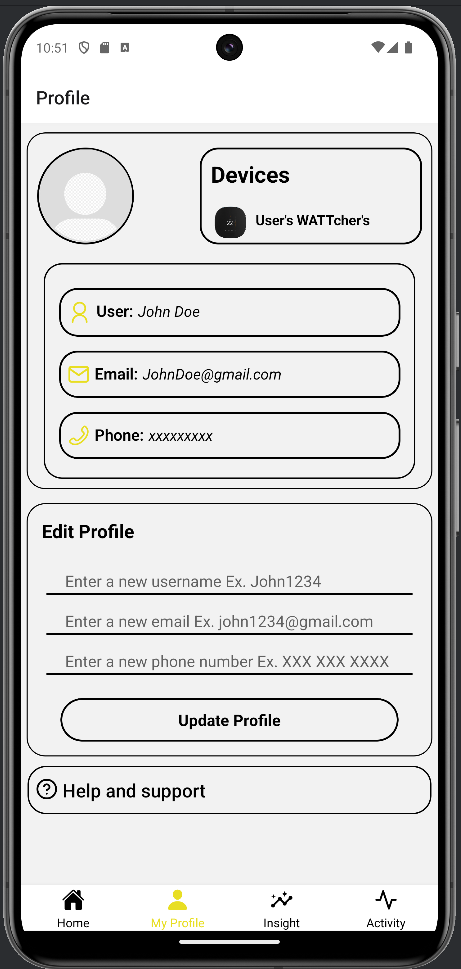 10:51
Profile
Devices
User's WATTcher's
User: John Doe
Email: JohnDoe@gmail.com
Phone: xxxxxxxxx
Edit Profile
Enter a new username Ex. John1234
Enter a new email Ex. john1234@gmail.com
Enter a new phone number Ex. XXX XXX XXXX
Update Profile
Help and support
Home
My Profile
Insight
Activity